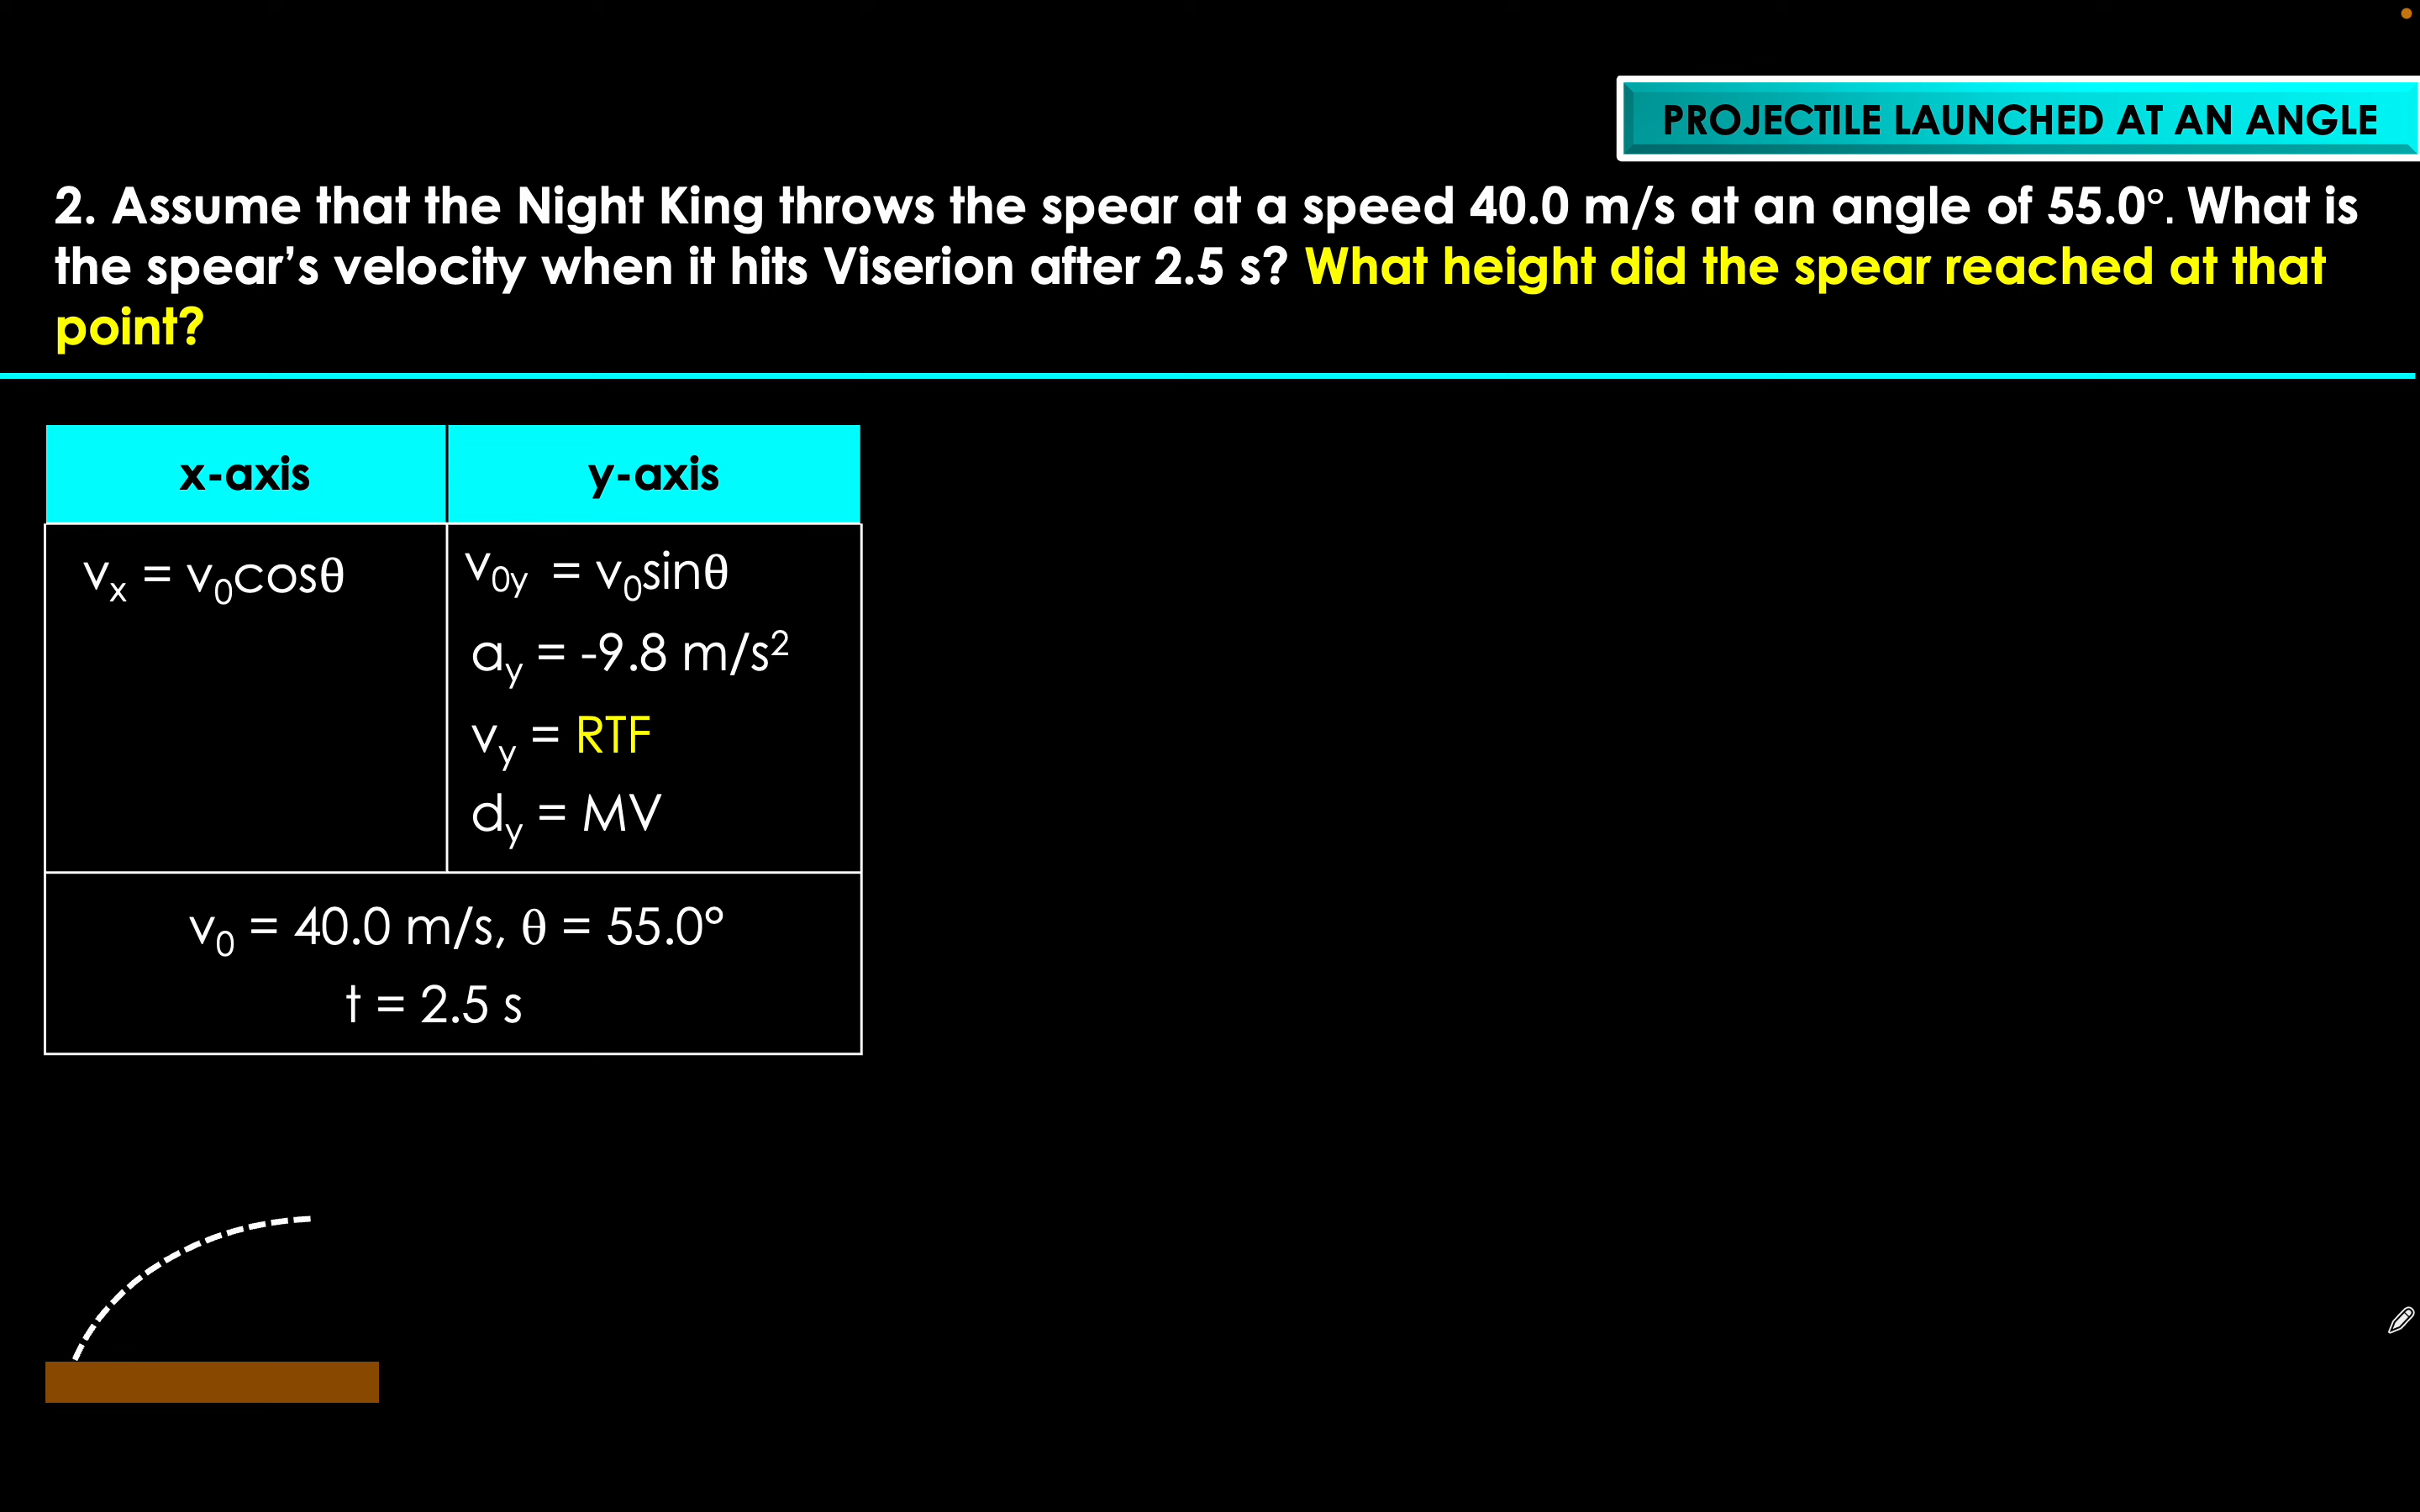 PROJECTILE LAUNCHED AT AN ANGLE
2. Assume that the Night King throws the spear at a speed 40.0 m/s at an angle of 55.0º. What is
the spear’s velocity when it hits Viserion after 2.5 s? What height did the spear reached at that
point?
x-axis
y-axis
vₓ = v₀cosθ
v₀y = v₀sinθ
ay = -9.8 m/s²
vy = RTF
dy = MV
v₀ = 40.0 m/s, θ = 55.0º
t = 2.5 s